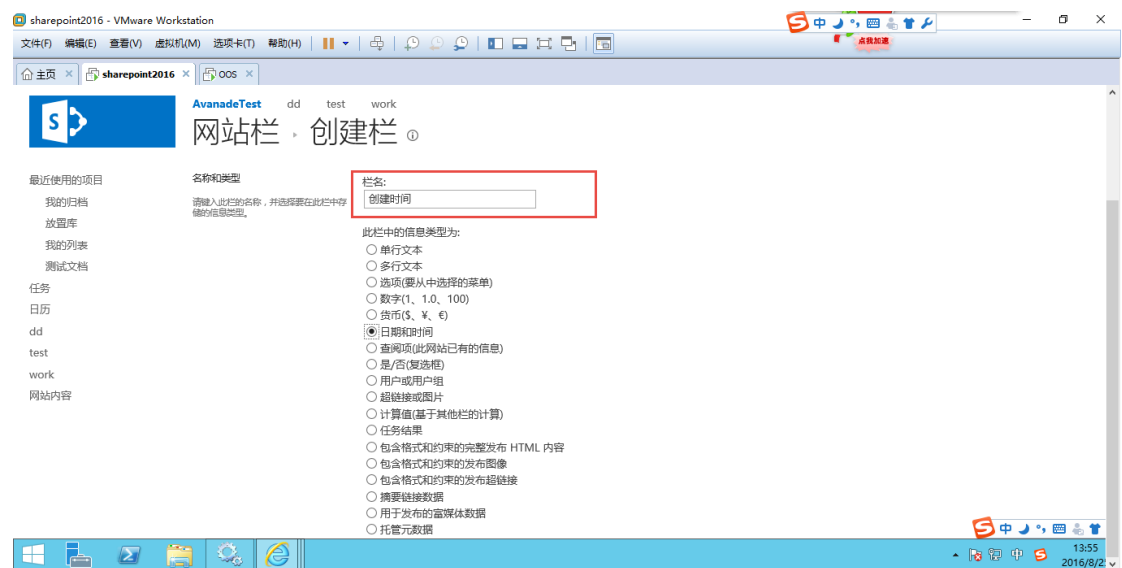 sharepoint2016 - VMware Workstation
中
文件(F) 编辑(E) 查看(V) 虚拟机(M) 选项卡(T) 帮助(H)
点我加速
主页 sharepoint2016 OOS
AvanadeTest dd test work
网站栏 创建栏
最近使用的项目
我的归档
放置库
我的列表
测试文档
任务
日历
dd
test
work
网站内容
名称和类型
请键入此栏的名称，并选择要在此栏中存
储的信息类型。
栏名:
创建时间
此栏中的信息类型为:
单行文本
多行文本
选项(要从中选择的菜单)
数字(1、1.0、100)
货币($、¥、€)
日期和时间
查阅项(此网站已有的信息)
是/否(复选框)
用户或用户组
超链接或图片
计算值(基于其他栏的计算)
任务结果
包含格式和约束的完整发布 HTML 内容
包含格式和约束的发布图像
包含格式和约束的发布超链接
摘要链接数据
用于发布的富媒体数据
托管元数据
中
中
13:55